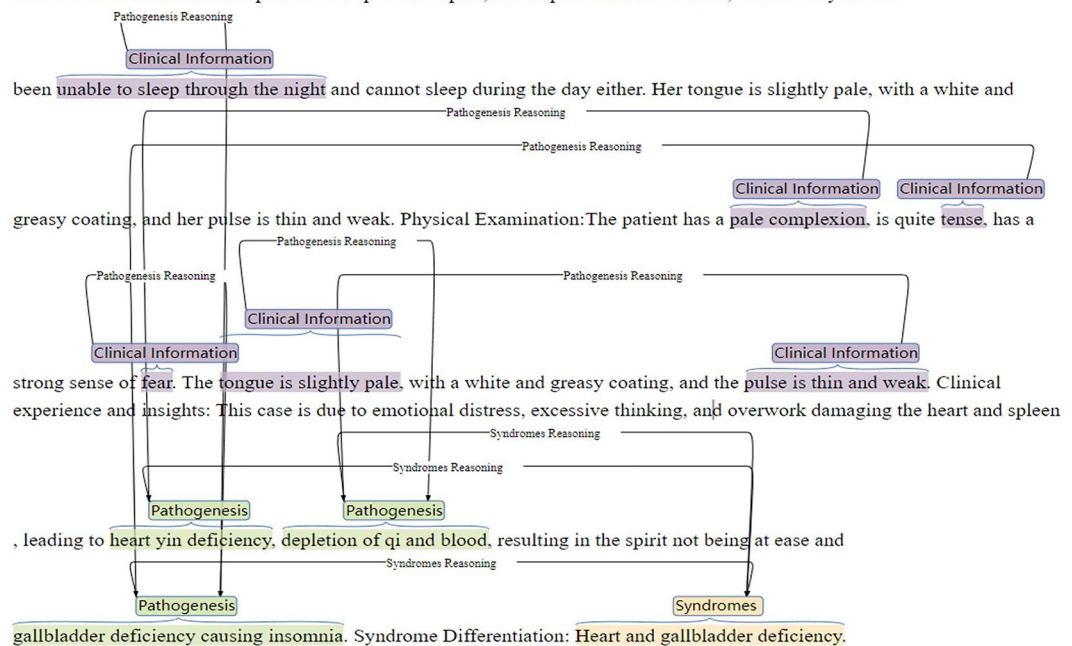 Pathogenesis Reasoning
Clinical Information
been unable to sleep through the night and cannot sleep during the day either. Her tongue is slightly pale, with a white and
Pathogenesis Reasoning
Pathogenesis Reasoning
Clinical Information Clinical Information
greasy coating, and her pulse is thin and weak. Physical Examination:The patient has a pale complexion, is quite tense, has a
Pathogenesis Reasoning
Pathogenesis Reasoning Pathogenesis Reasoning
Clinical Information
Clinical Information Clinical Information
strong sense of fear. The tongue is slightly pale, with a white and greasy coating, and the pulse is thin and weak. Clinical
experience and insights: This case is due to emotional distress, excessive thinking, and overwork damaging the heart and spleen
Syndromes Reasoning
Syndromes Reasoning
Pathogenesis Pathogenesis
, leading to heart yin deficiency, depletion of qi and blood, resulting in the spirit not being at ease and
Syndromes Reasoning
Pathogenesis Syndromes
gallbladder deficiency causing insomnia. Syndrome Differentiation: Heart and gallbladder deficiency.